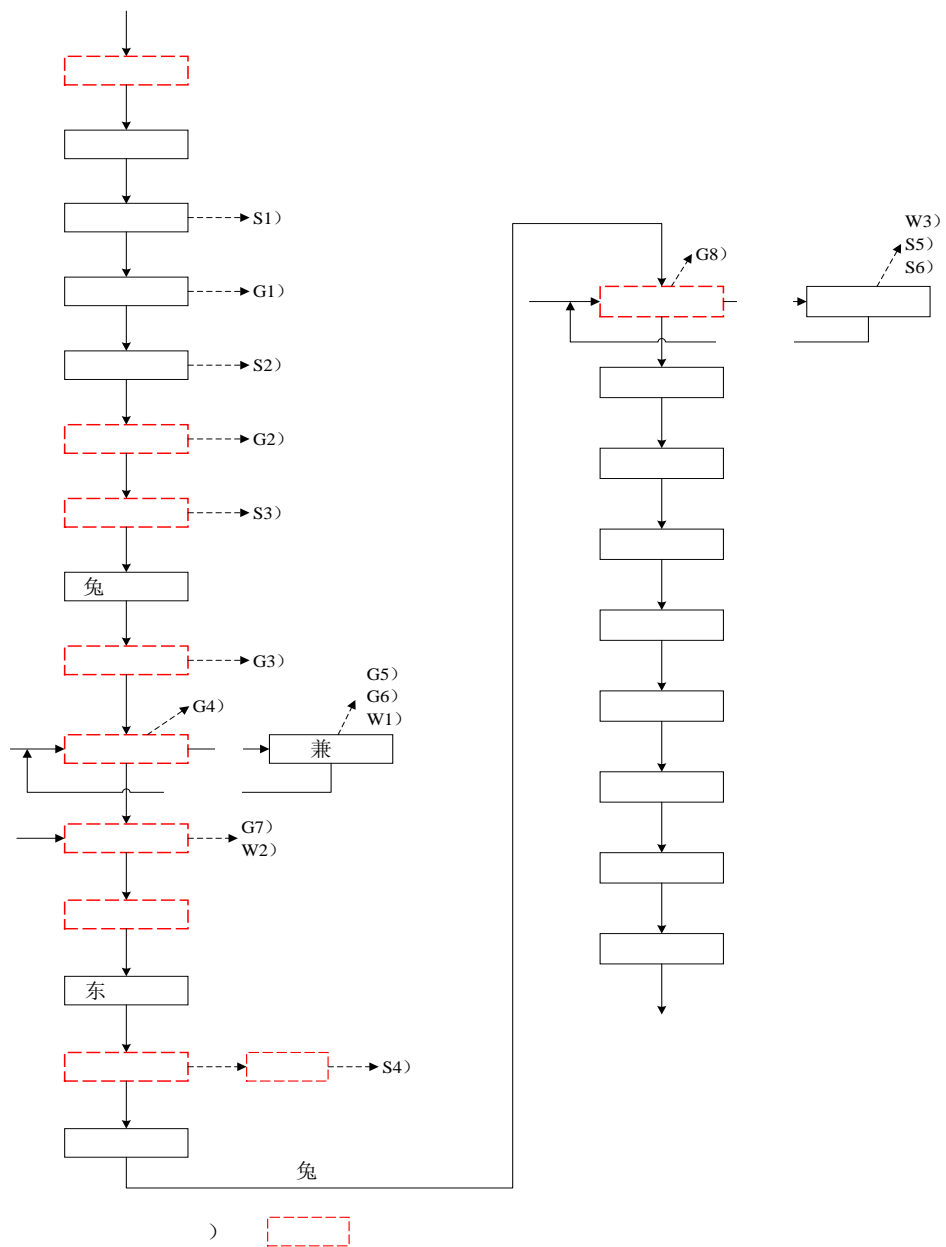 S1）
G1）
S2）
G2）
S3）
兔
G3）
G4）
G5）
G6）
W1）
兼
G7）
W2）
东
S4）
兔
）
G8）
W3）
S5）
S6）